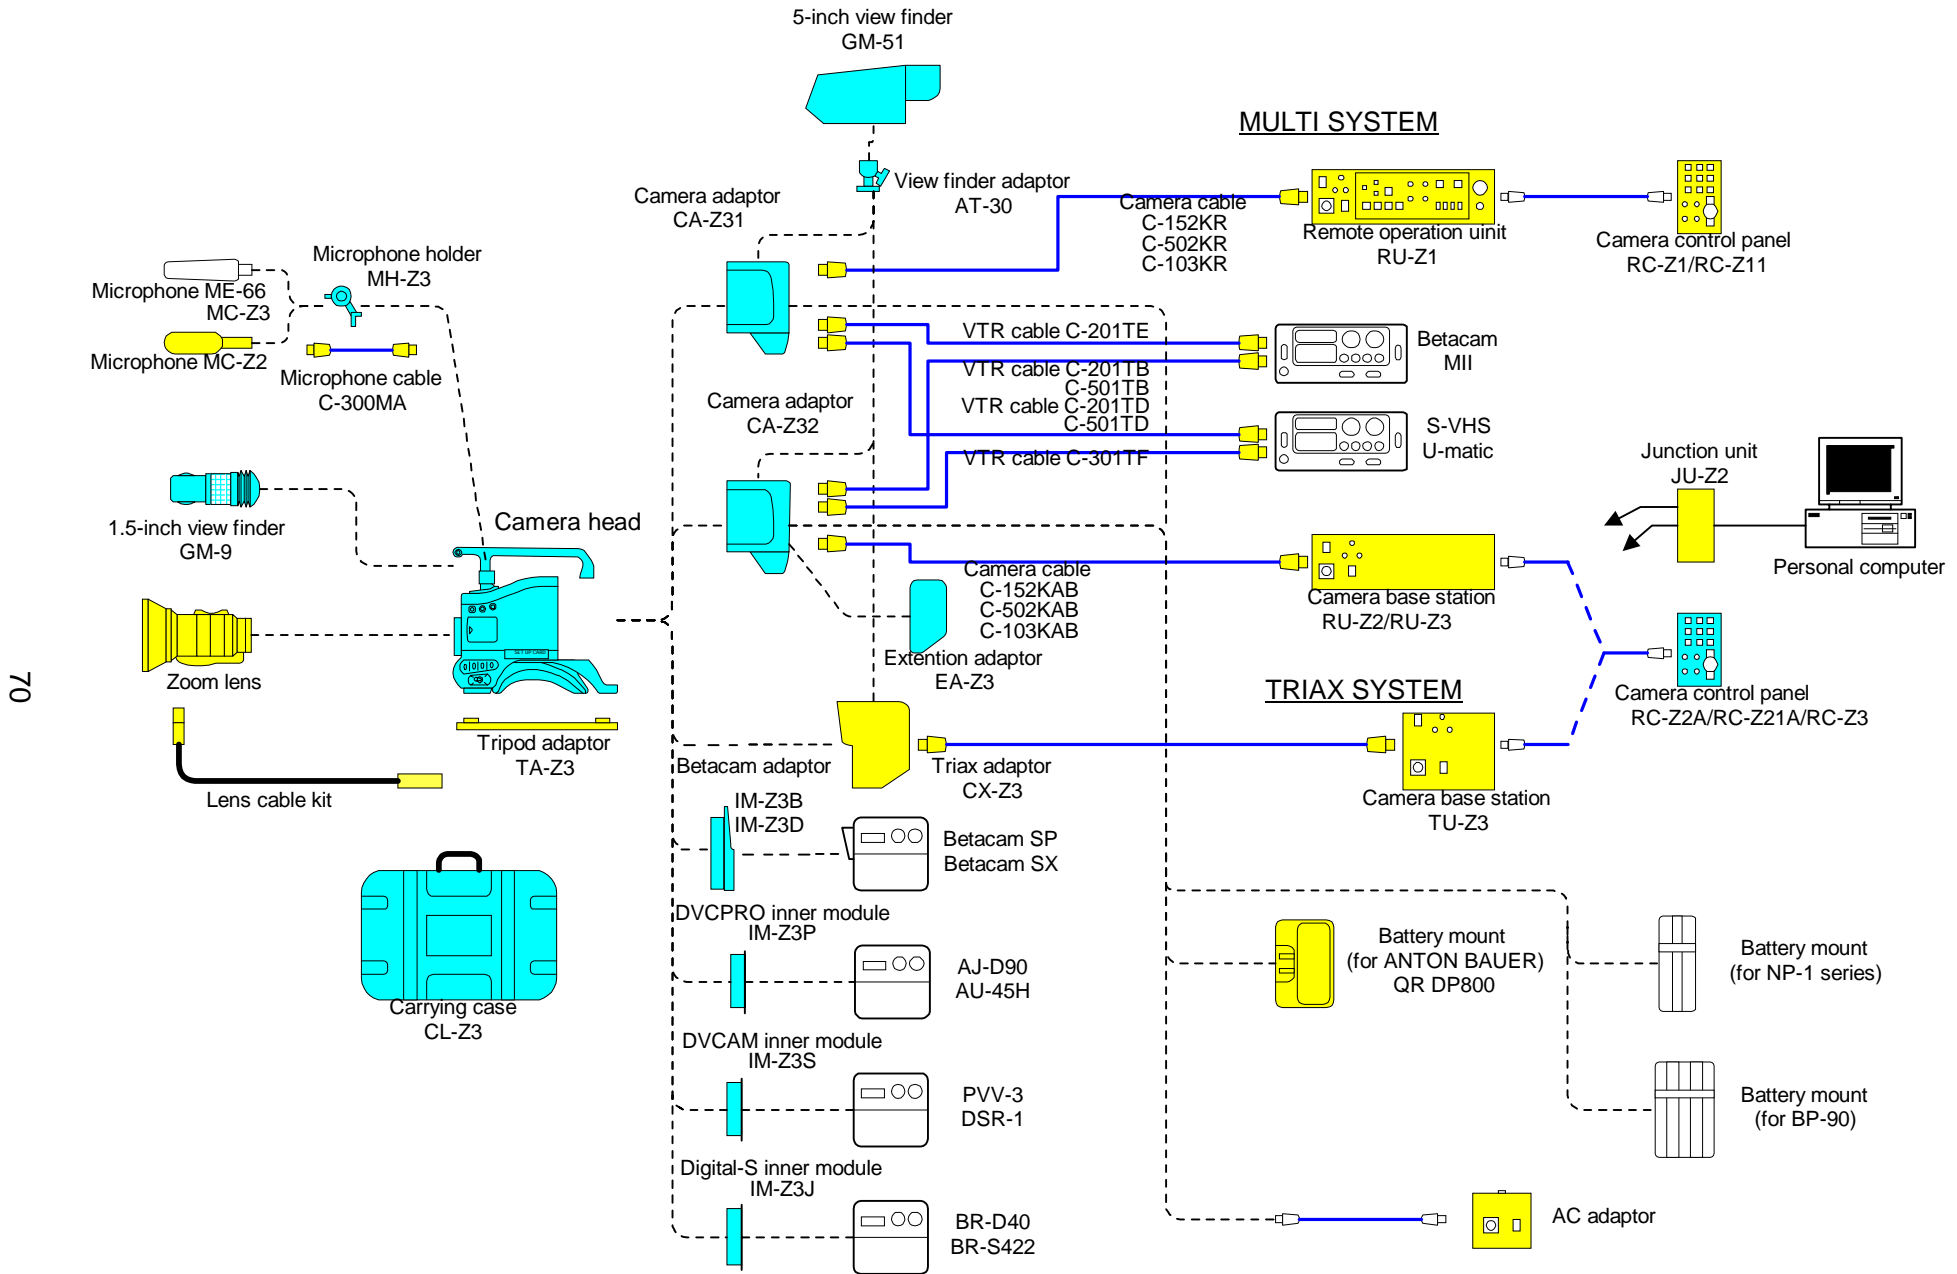 5-inch view finder
GM-51
MULTI SYSTEM
View finder adaptor
AT-30
Camera adaptor
CA-Z31
Camera cable
C-152KR
C-502KR
C-103KR
Remote operation uinit
RU-Z1
Camera control panel
RC-Z1/RC-Z11
Microphone holder
MH-Z3
Microphone ME-66
MC-Z3
Microphone MC-Z2
Microphone cable
C-300MA
VTR cable C-201TE
Betacam
MII
VTR cable C-201TB
C-501TB
VTR cable C-201TD
C-501TD
Camera adaptor
CA-Z32
S-VHS
U-matic
VTR cable C-301TF
Junction unit
JU-Z2
Personal computer
1.5-inch view finder
GM-9
Camera head
SET UP CARD
Camera cable
C-152KAB
C-502KAB
C-103KAB
Camera base station
RU-Z2/RU-Z3
Extention adaptor
EA-Z3
Zoom lens
TRIAX SYSTEM
Camera control panel
RC-Z2A/RC-Z21A/RC-Z3
70
Tripod adaptor
TA-Z3
Betacam adaptor
IM-Z3B
IM-Z3D
Triax adaptor
CX-Z3
Camera base station
TU-Z3
Lens cable kit
Betacam SP
Betacam SX
DVCPRO inner module
IM-Z3P
AJ-D90
AU-45H
Battery mount
(for ANTON BAUER)
QR DP800
Battery mount
(for NP-1 series)
Carrying case
CL-Z3
DVCAM inner module
IM-Z3S
PVV-3
DSR-1
Battery mount
(for BP-90)
Digital-S inner module
IM-Z3J
BR-D40
BR-S422
AC adaptor